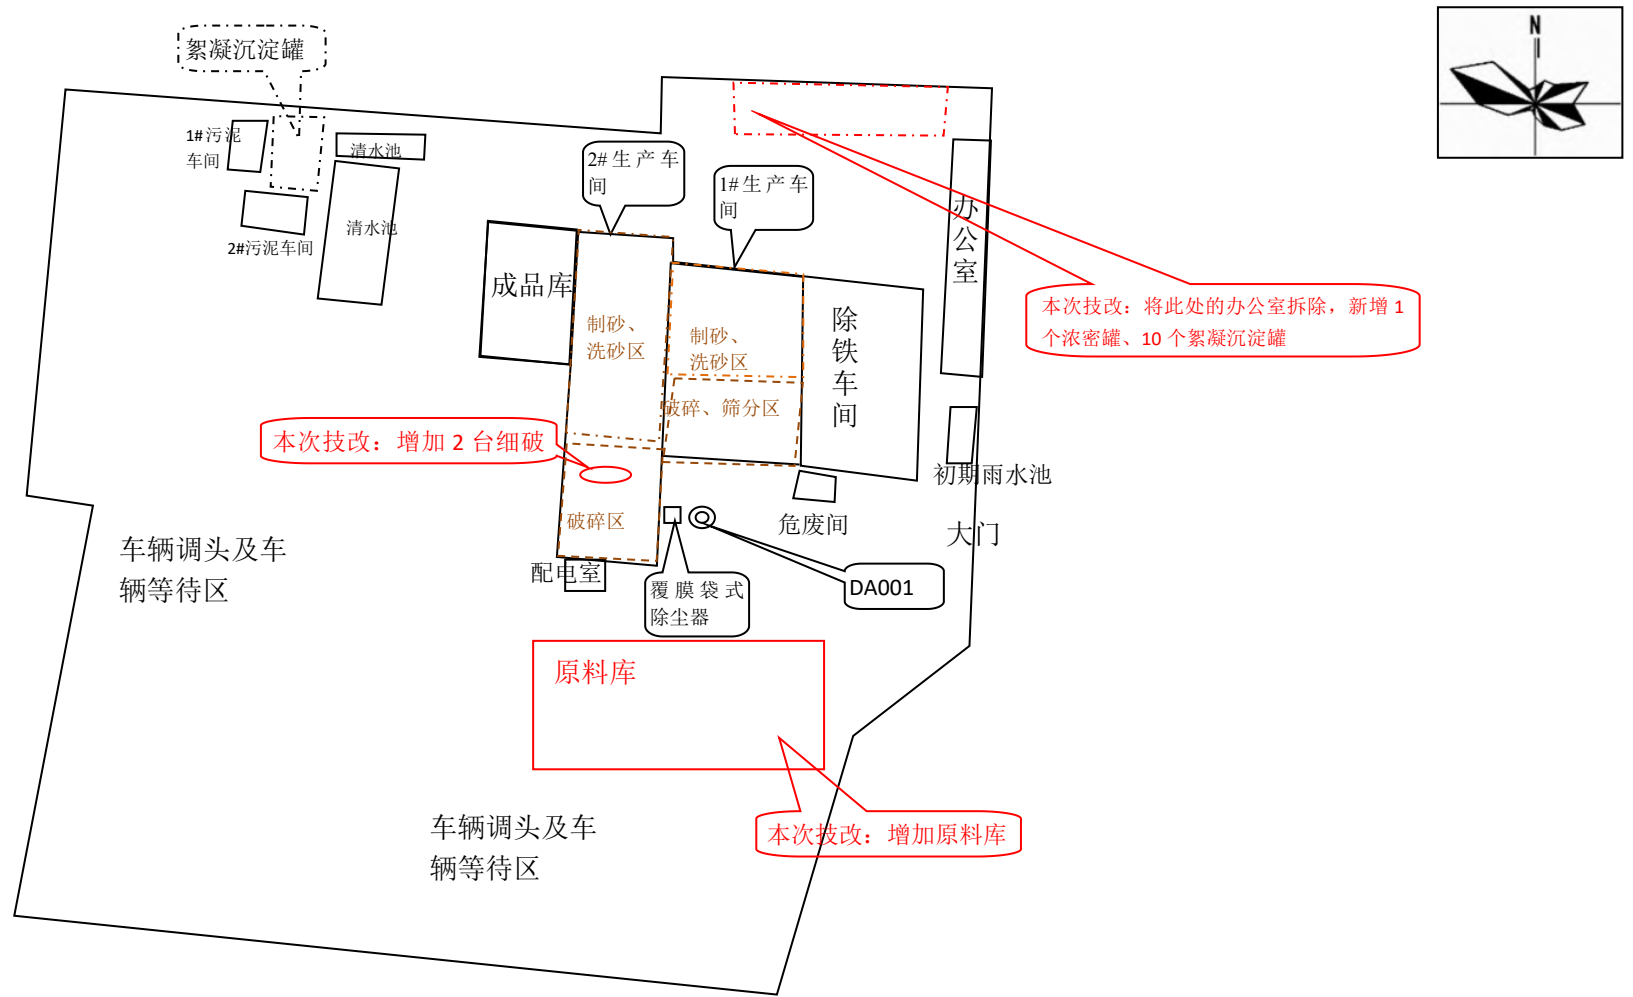 N
絮凝沉淀罐
1#污泥
车间
清水池
2#生产车
间
1#生产车
间
办
公
室
清水池
2#污泥车间
成品库
本次技改：将此处的办公室拆除，新增 1
个浓密罐、10 个絮凝沉淀罐
除
铁
车
间
制砂、
洗砂区
制砂、
洗砂区
破碎、筛分区
本次技改：增加 2 台细破
初期雨水池
破碎区
危废间
大门
车辆调头及车
辆等待区
配电室
覆膜袋式
除尘器
DA001
原料库
车辆调头及车
辆等待区
本次技改：增加原料库